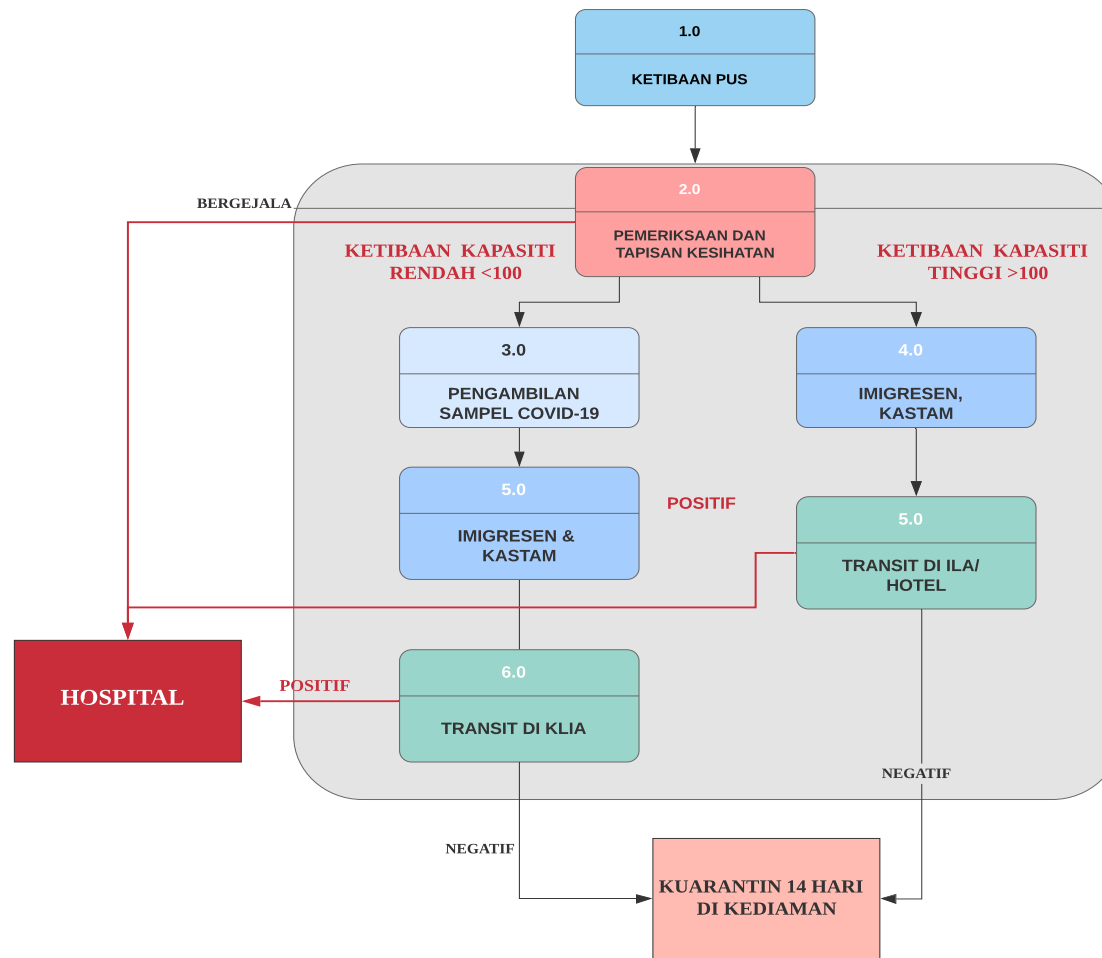 1.0
KETIBAAN PUS
2.0
BERGEJALA
PEMERIKSAAN DAN
TAPISAN KESIHATAN
KETIBAAN KAPASITI
RENDAH <100
KETIBAAN KAPASITI
TINGGI >100
3.0
PENGAMBILAN
SAMPEL COVID-19
4.0
IMIGRESEN,
KASTAM
5.0
IMIGRESEN &
KASTAM
POSITIF
5.0
TRANSIT DI ILA/
HOTEL
HOSPITAL
POSITIF
6.0
TRANSIT DI KLIA
NEGATIF
NEGATIF
KUARANTIN 14 HARI
DI KEDIAMAN